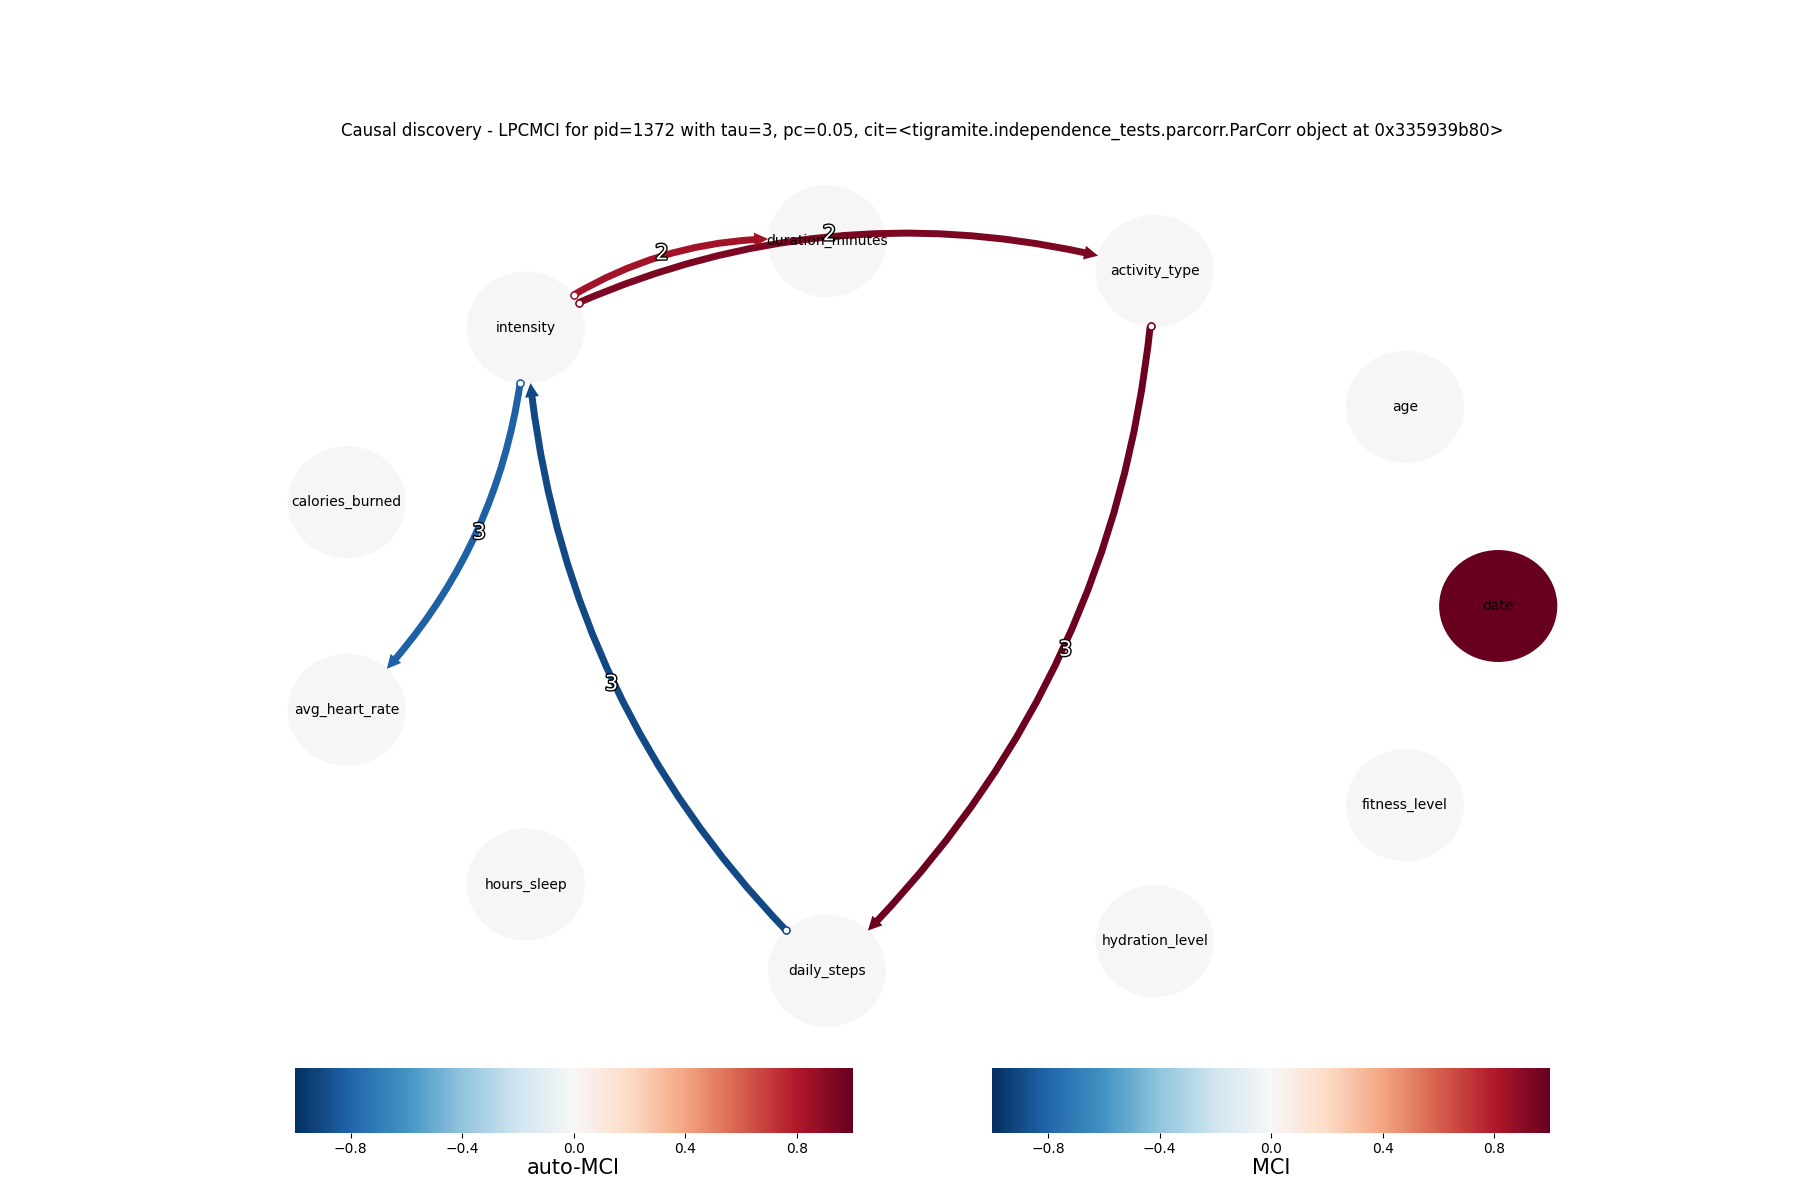 Causal discovery - LPCMCI for pid=1372 with tau=3, pc=0.05, cit=<tigramite.independence_tests.parcorr.ParCorr object at 0x335939b80>
2
duration_minutes
2
activity_type
intensity
age
calories_burned
3
date
3
3
avg_heart_rate
fitness_level
hours_sleep
hydration_level
daily_steps
−0.8 −0.4 0.0 0.4 0.8
auto-MCI
−0.8 −0.4 0.0 0.4 0.8
MCI